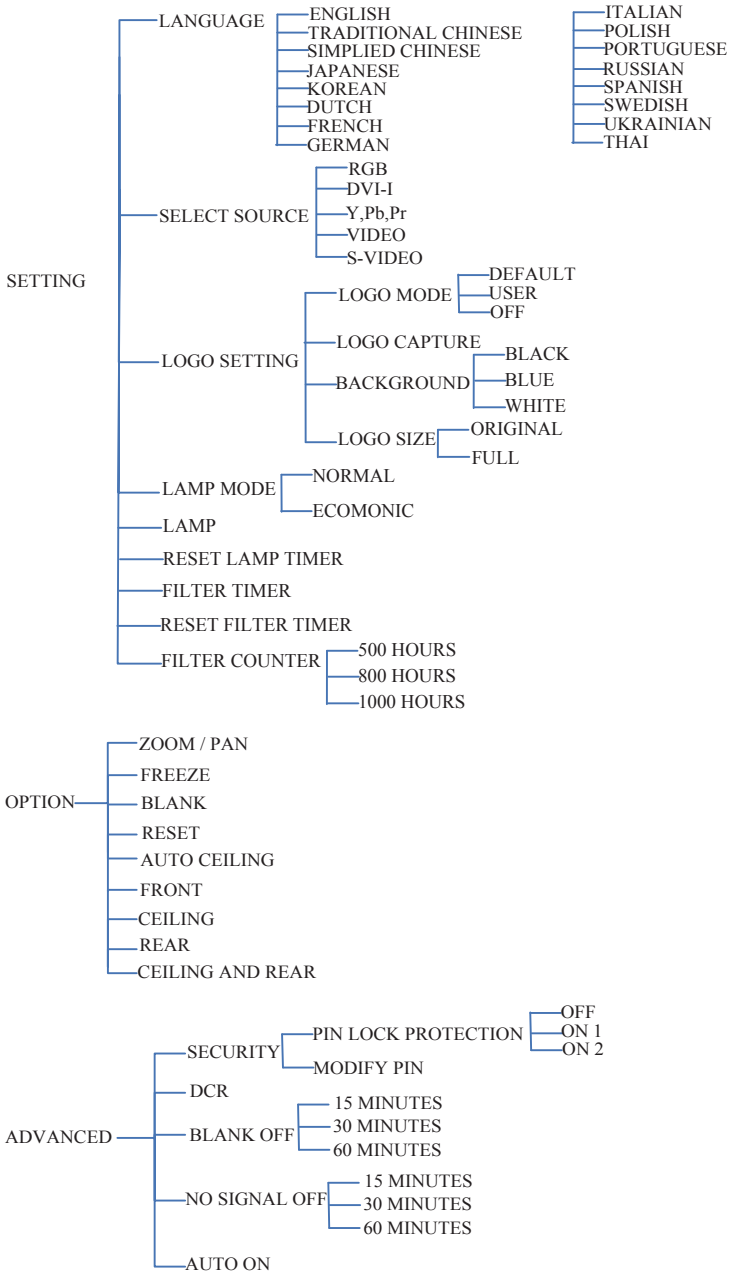 SETTING
LANGUAGE
ENGLISH
TRADITIONAL CHINESE
SIMPLIED CHINESE
JAPANESE
KOREAN
DUTCH
FRENCH
GERMAN
ITALIAN
POLISH
PORTUGUESE
RUSSIAN
SPANISH
SWEDISH
UKRAINIAN
THAI
SELECT SOURCE
RGB
DVI-I
Y,Pb,Pr
VIDEO
S-VIDEO
LOGO SETTING
LOGO MODE
DEFAULT
USER
OFF
LOGO CAPTURE
BACKGROUND
BLACK
BLUE
WHITE
LOGO SIZE
ORIGINAL
FULL
LAMP MODE
NORMAL
ECOMONIC
LAMP
RESET LAMP TIMER
FILTER TIMER
RESET FILTER TIMER
FILTER COUNTER
500 HOURS
800 HOURS
1000 HOURS
OPTION
ZOOM / PAN
FREEZE
BLANK
RESET
AUTO CEILING
FRONT
CEILING
REAR
CEILING AND REAR
ADVANCED
SECURITY
PIN LOCK PROTECTION
OFF
ON 1
ON 2
MODIFY PIN
DCR
BLANK OFF
15 MINUTES
30 MINUTES
60 MINUTES
NO SIGNAL OFF
15 MINUTES
30 MINUTES
60 MINUTES
AUTO ON